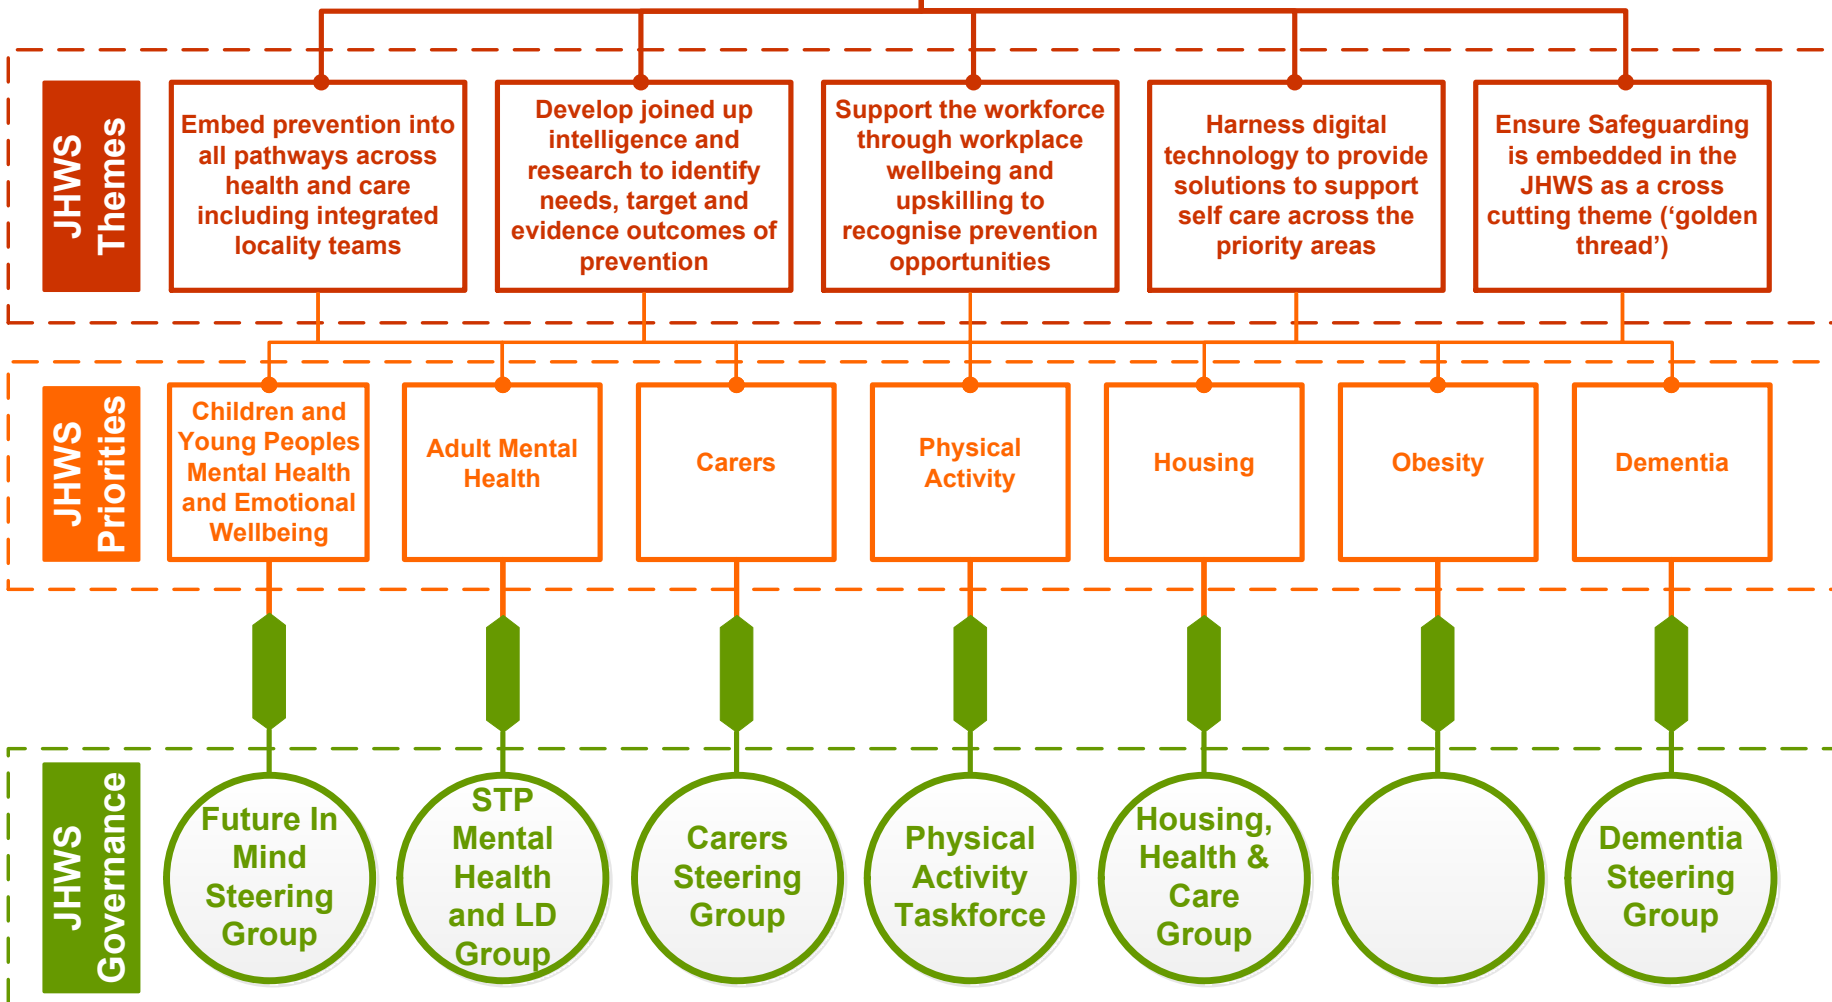 JHWS
Themes
Embed prevention into
all pathways across
health and care
including integrated
locality teams
Develop joined up
intelligence and
research to identify
needs, target and
evidence outcomes of
prevention
Support the workforce
through workplace
wellbeing and
upskilling to
recognise prevention
opportunities
Harness digital
technology to provide
solutions to support
self care across the
priority areas
Ensure Safeguarding
is embedded in the
JHWS as a cross
cutting theme (‘golden
thread’)
JHWS
Priorities
Children and
Young Peoples
Mental Health
and Emotional
Wellbeing
Adult Mental
Health
Carers
Physical
Activity
Housing
Obesity
Dementia
JHWS
Governance
Future In
Mind
Steering
Group
STP
Mental
Health
and LD
Group
Carers
Steering
Group
Physical
Activity
Taskforce
Housing,
Health &
Care
Group
Dementia
Steering
Group